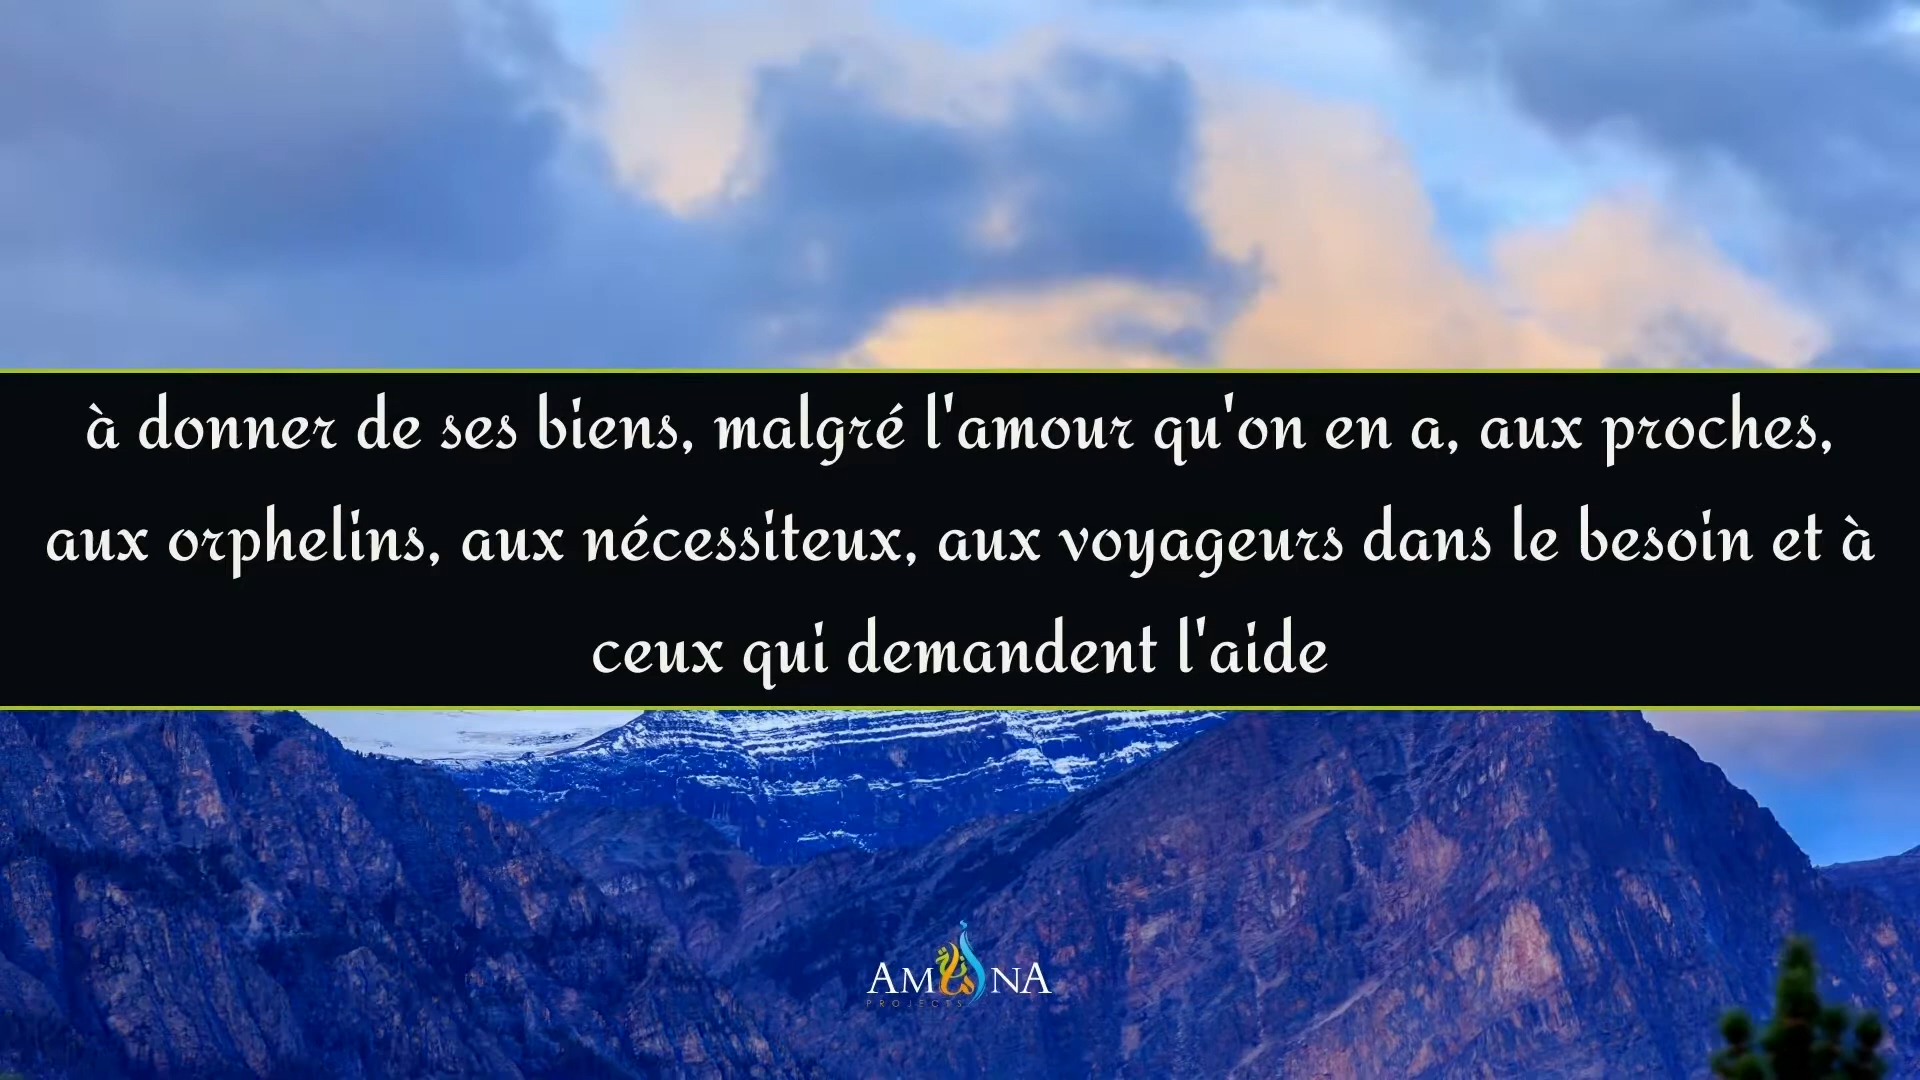 à donner de ses biens, malgré l'amour qu'on en a, aux proches,
aux orphelins, aux nécessiteux, aux voyageurs dans le besoin et à
ceux qui demandent l'aide
AMANA
PROJECTS